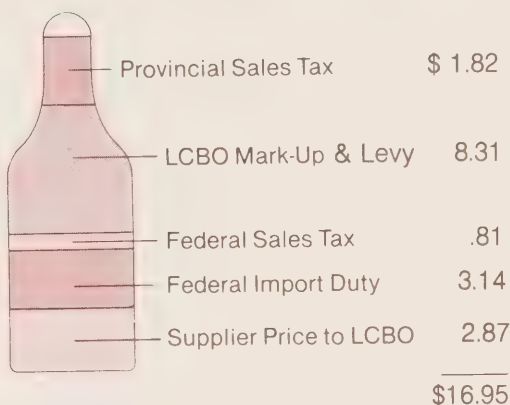 Provincial Sales Tax $ 1.82
LCBO Mark-Up & Levy 8.31
Federal Sales Tax .81
Federal Import Duty 3.14
Supplier Price to LCBO 2.87
$16.95